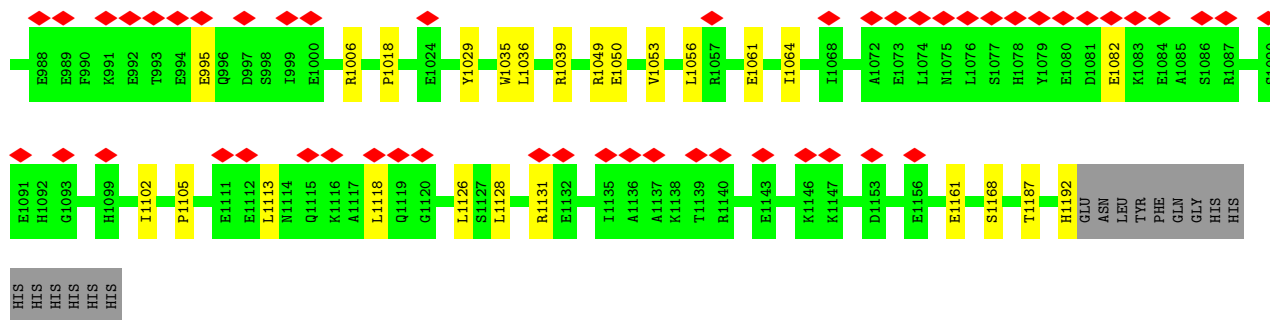 E988 E989 F990 K991 E992 T993 E994 E995 Q996 D997 S998 I999 E1000 R1006 P1018 E1024 Y1029 W1035 L1036 R1039 R1049 E1050 V1053 L1056 R1057 E1061 I1064 I1068 A1072 E1073 L1074 N1075 L1076 S1077 H1078 Y1079 E1080 D1081 E1082 K1083 E1084 A1085 S1086 R1087
E1091 H1092 G1093 H1099 I1102 P1105 E1111 E1112 L1113 N1114 Q1115 K1116 A1117 L1118 Q1119 G1120 L1126 S1127 L1128 R1131 E1132 I1135 A1136 A1137 K1138 T1139 R1140 E1143 K1146 K1147 D1153 E1156 E1161 S1168 T1187 H1192 GLU ASN LEU TYR PHE GLN GLY HIS HIS
HIS HIS HIS HIS HIS HIS